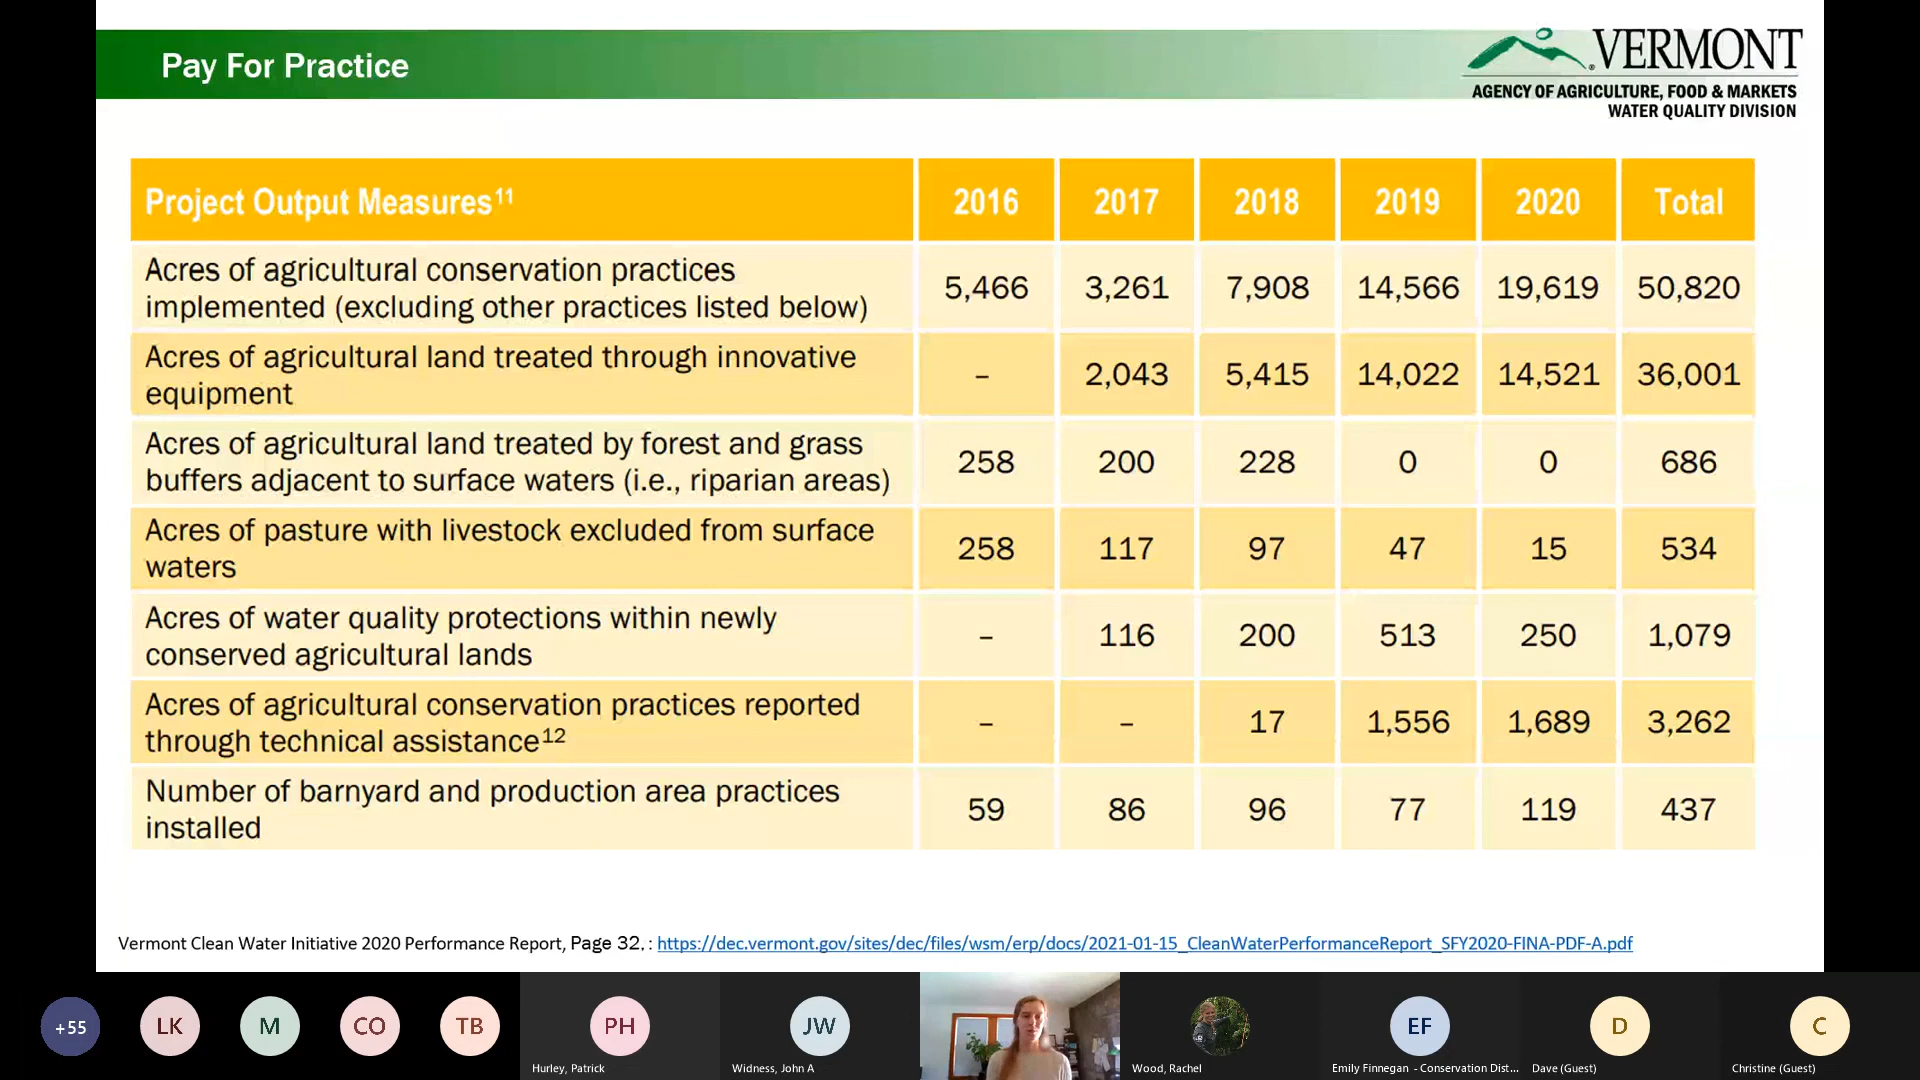 Pay For Practice
VERMONT
AGENCY OF AGRICULTURE, FOOD & MARKETS
WATER QUALITY DIVISION
Project Output Measures¹¹ 2016 2017 2018 2019 2020 Total
Acres of agricultural conservation practices
implemented (excluding other practices listed below) 5,466 3,261 7,908 14,566 19,619 50,820
Acres of agricultural land treated through innovative
equipment – 2,043 5,415 14,022 14,521 36,001
Acres of agricultural land treated by forest and grass
buffers adjacent to surface waters (i.e., riparian areas) 258 200 228 0 0 686
Acres of pasture with livestock excluded from surface
waters 258 117 97 47 15 534
Acres of water quality protections within newly
conserved agricultural lands – 116 200 513 250 1,079
Acres of agricultural conservation practices reported
through technical assistance¹² – – 17 1,556 1,689 3,262
Number of barnyard and production area practices
installed 59 86 96 77 119 437
Vermont Clean Water Initiative 2020 Performance Report, Page 32, : https://dec.vermont.gov/sites/dec/files/wsm/erp/docs/2021-01-15_CleanWaterPerformanceReport_SFY2020-FINA-PDF-A.pdf
+55 LK M CO TB PH JW EF D C
Hurley, Patrick Widness, John A Wood, Rachel Emily Finnegan - Conservation Dist... Dave (Guest) Christine (Guest)